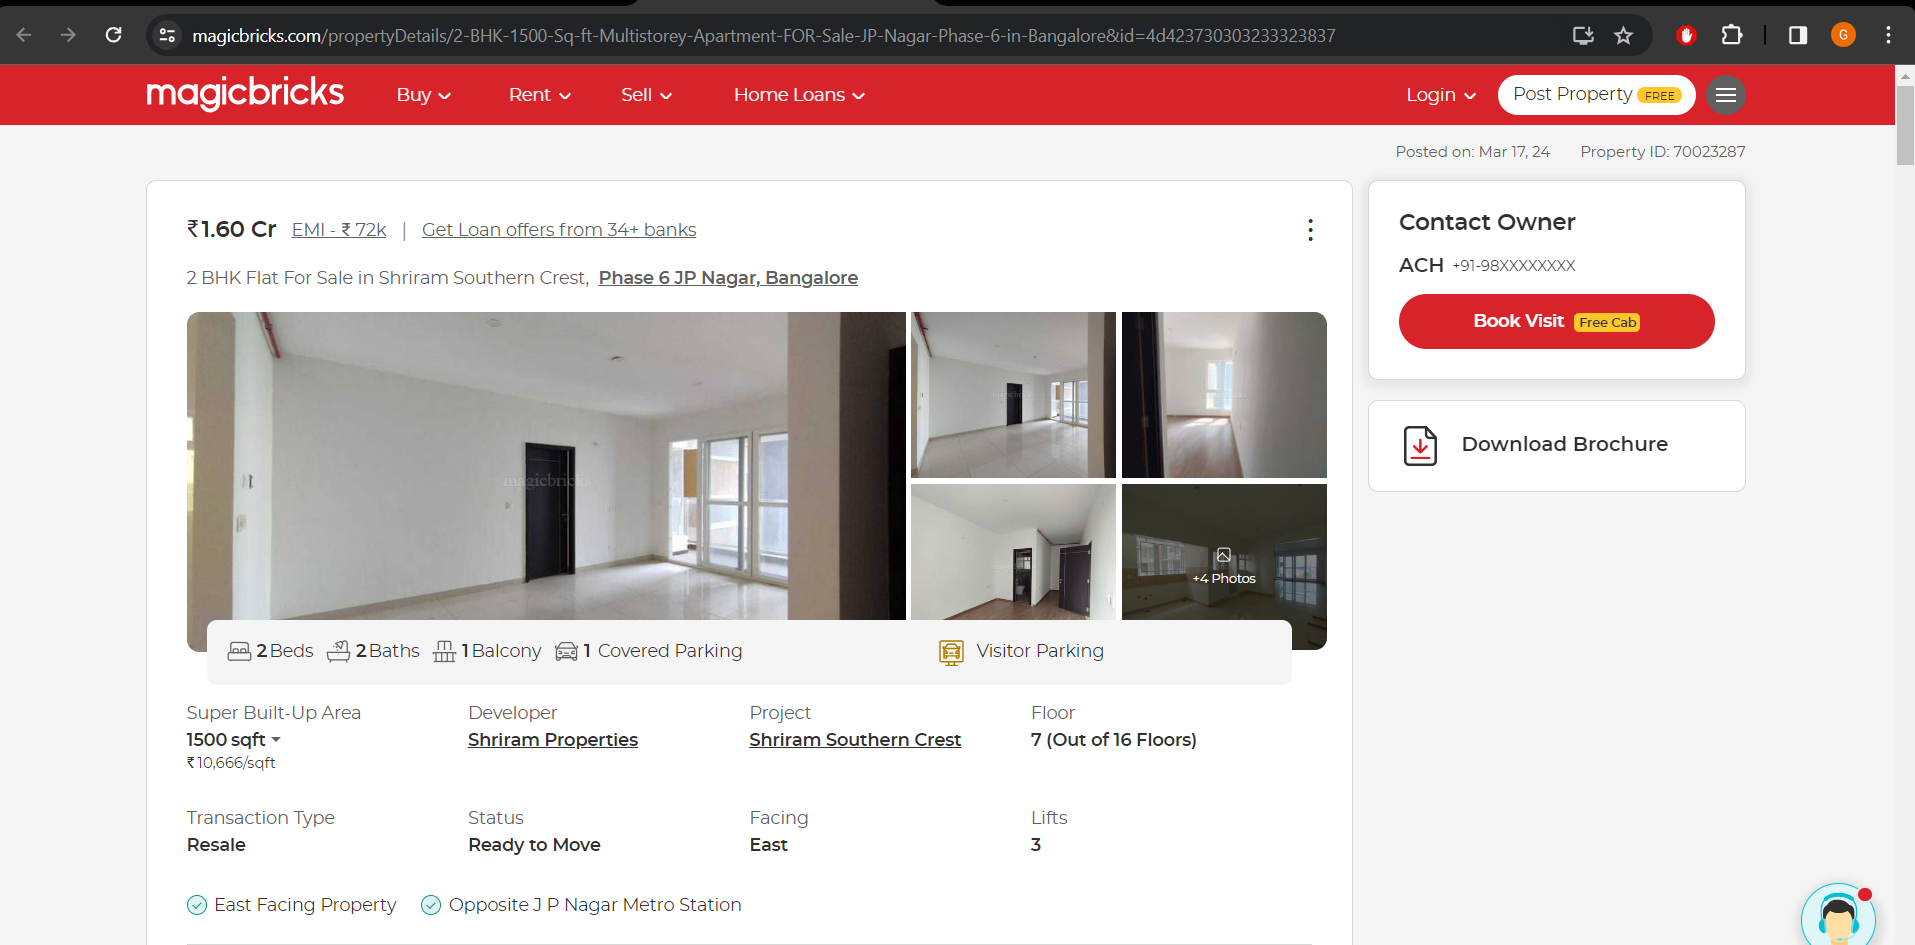 magicbricks.com/propertyDetails/2-BHK-1500-Sq-ft-Multistorey-Apartment-FOR-Sale-JP-Nagar-Phase-6-in-Bangalore&id=4d423730303233323837
G
magicbricks Buy Rent Sell Home Loans Login Post Property FREE
Posted on: Mar 17, 24 Property ID: 70023287
₹1.60 Cr EMI - ₹ 72k | Get Loan offers from 34+ banks
2 BHK Flat For Sale in Shriram Southern Crest, Phase 6 JP Nagar, Bangalore
Contact Owner
ACH +91-98XXXXXXXX
Book Visit Free Cab
Download Brochure
magicbricks
+4 Photos
2 Beds 2 Baths 1 Balcony 1 Covered Parking Visitor Parking
Super Built-Up Area Developer Project Floor
1500 sqft Shriram Properties Shriram Southern Crest 7 (Out of 16 Floors)
₹10,666/sqft
Transaction Type Status Facing Lifts
Resale Ready to Move East 3
East Facing Property Opposite J P Nagar Metro Station